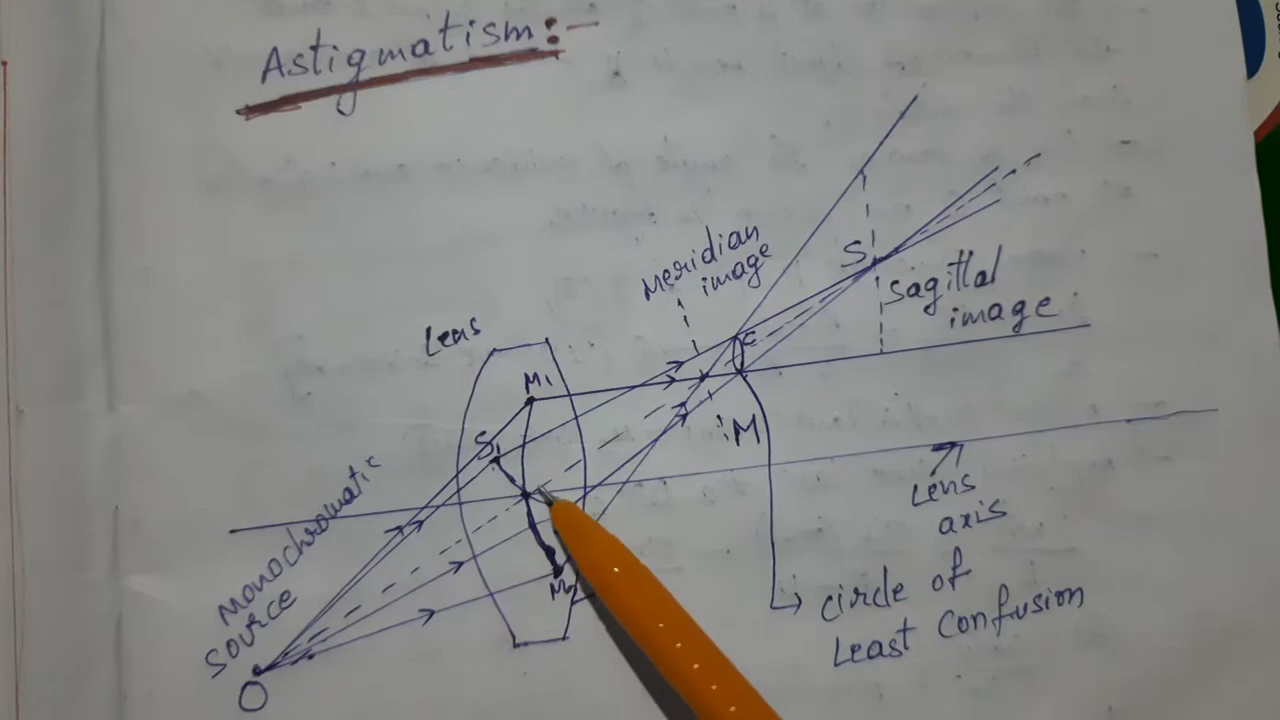 Astigmatism:-
Meridian
image
S
Sagittal
image
Lens
C
M1
S1
M
Lens
axis
Monochromatic
source
M2
circle of
Least confusion
O